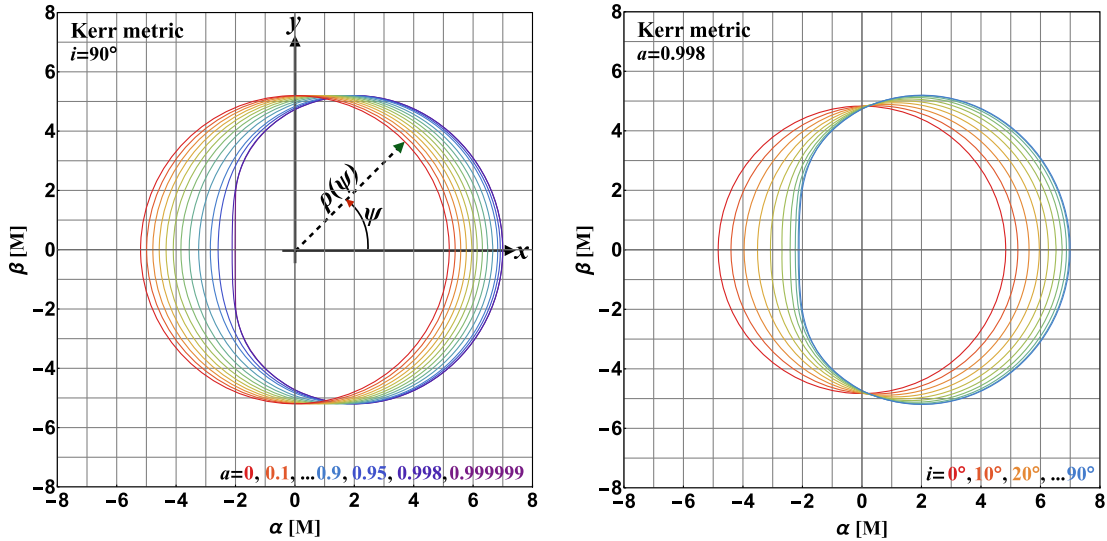 Kerr metric
i=90°
y
ρ(ψ)
ψ
x
8
6
4
2
0
−2
−4
−6
−8
β [M]
a=0, 0.1, ...0.9, 0.95, 0.998, 0.999999
−8 −6 −4 −2 0 2 4 6 8
α [M]
Kerr metric
a=0.998
8
6
4
2
0
−2
−4
−6
−8
β [M]
i=0°, 10°, 20°, ...90°
−8 −6 −4 −2 0 2 4 6 8
α [M]